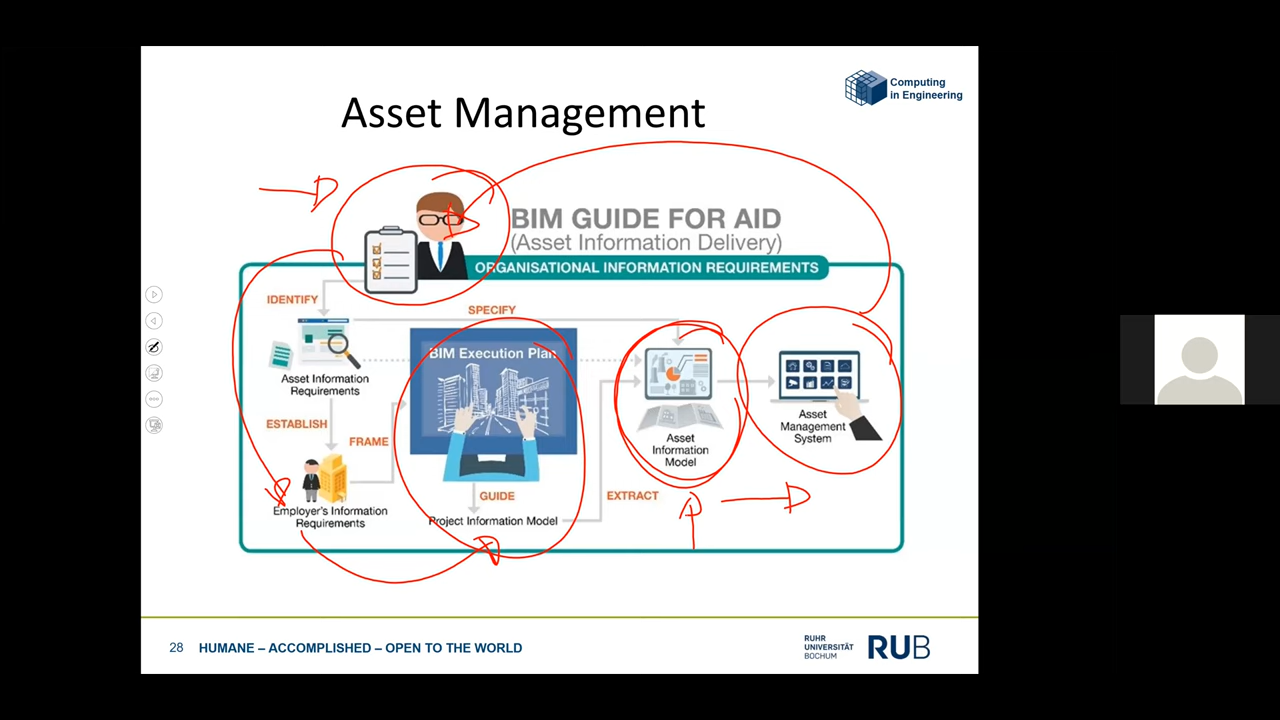 Computing
in Engineering
Asset Management
BIM GUIDE FOR AID
(Asset Information Delivery)
ORGANISATIONAL INFORMATION REQUIREMENTS
IDENTIFY
SPECIFY
BIM Execution Plan
Asset Information
Requirements
ESTABLISH
FRAME
Asset
Information
Model
Asset
Management
System
GUIDE
EXTRACT
Employer's Information
Requirements
Project Information Model
28 HUMANE – ACCOMPLISHED – OPEN TO THE WORLD
RUHR
UNIVERSITÄT
BOCHUM
RUB